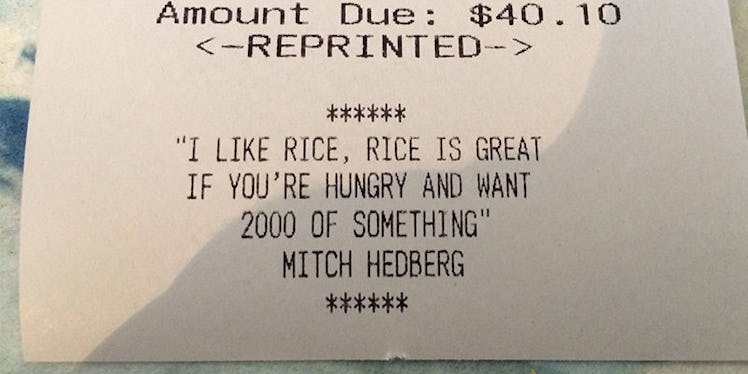 Amount Due: $40.10
<-REPRINTED->
******
"I LIKE RICE, RICE IS GREAT
IF YOU'RE HUNGRY AND WANT
2000 OF SOMETHING"
MITCH HEDBERG
******